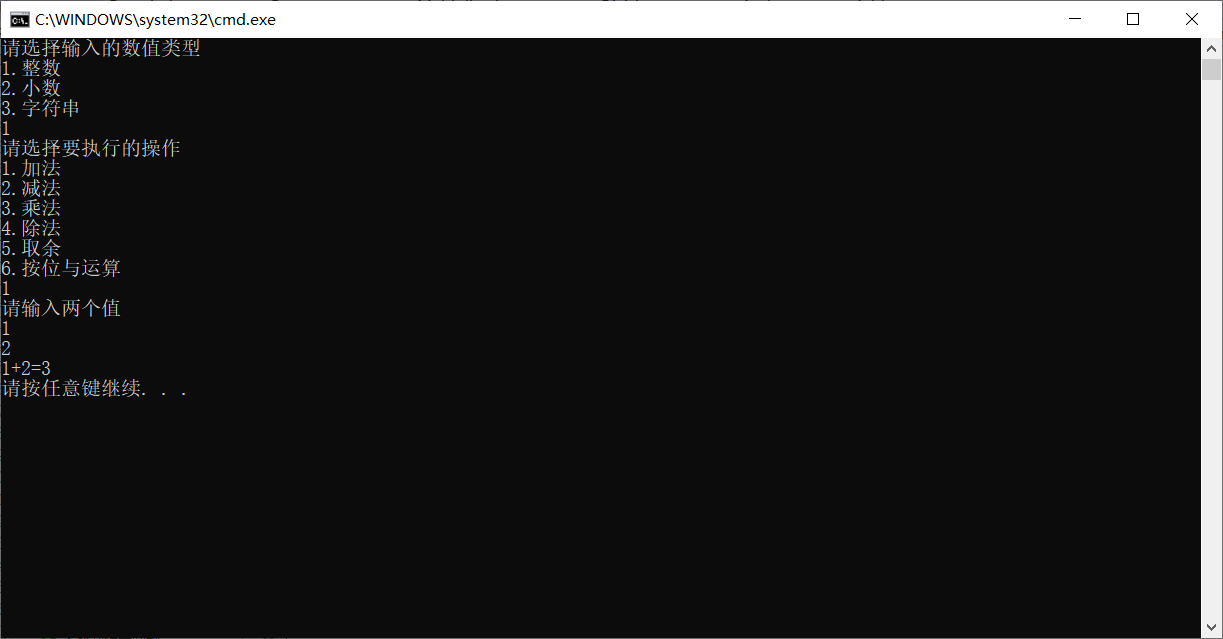 C:\WINDOWS\system32\cmd.exe
请选择输入的数值类型
1.整数
2.小数
3.字符串
1
请选择要执行的操作
1.加法
2.减法
3.乘法
4.除法
5.取余
6.按位与运算
1
请输入两个值
1
2
1+2=3
请按任意键继续. . .